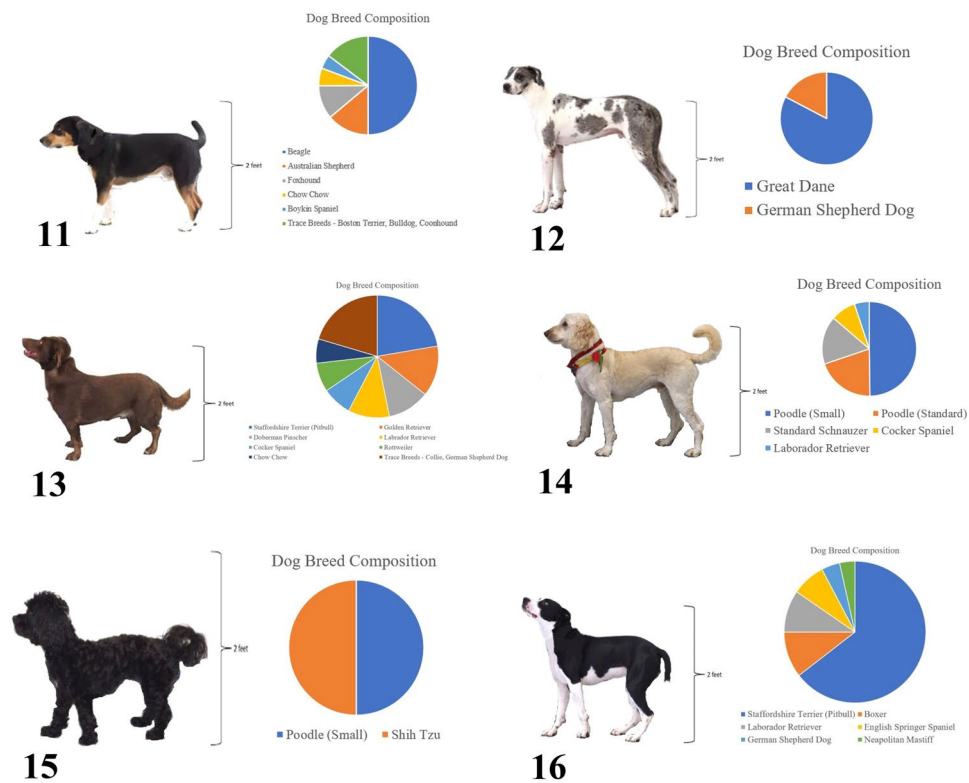 Dog Breed Composition
2 feet
Beagle
Australian Shepherd
Foxhound
Chow Chow
Boykin Spaniel
Trace Breeds - Boston Terrier, Bulldog, Coonhound
11
Dog Breed Composition
2 feet
Great Dane
German Shepherd Dog
12
Dog Breed Composition
2 feet
Staffordshire Terrier (Pitbull) Golden Retriever
Doberman Pinscher Labrador Retriever
Cocker Spaniel Rottweiler
Chow Chow Trace Breeds - Collie, German Shepherd Dog
13
Dog Breed Composition
2 feet
Poodle (Small) Poodle (Standard)
Standard Schnauzer Cocker Spaniel
Laborador Retriever
14
Dog Breed Composition
2 feet
Poodle (Small) Shih Tzu
15
Dog Breed Composition
2 feet
Staffordshire Terrier (Pitbull) Boxer
Laborador Retriever English Springer Spaniel
German Shepherd Dog Neapolitan Mastiff
16